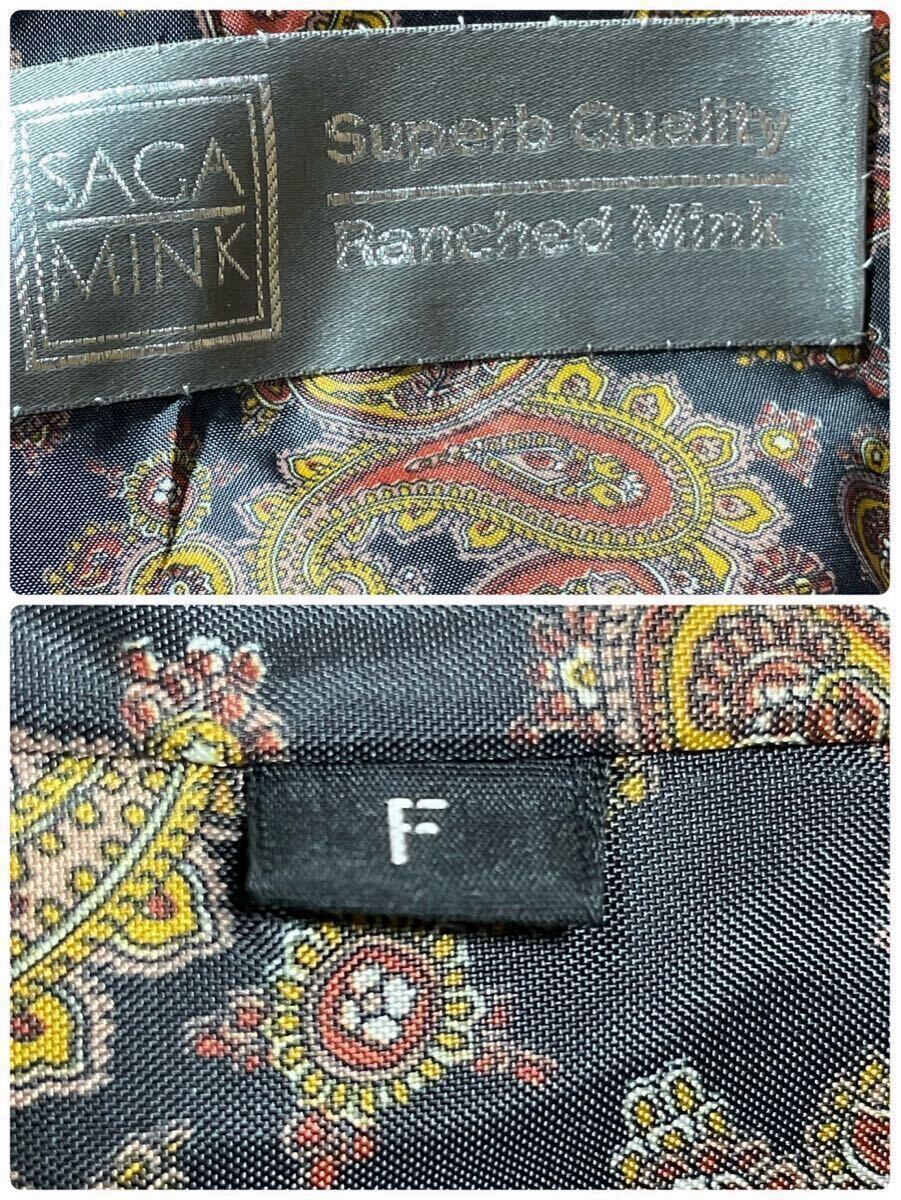 SAGA
MINK
Superb Quality
Ranched Mink
F